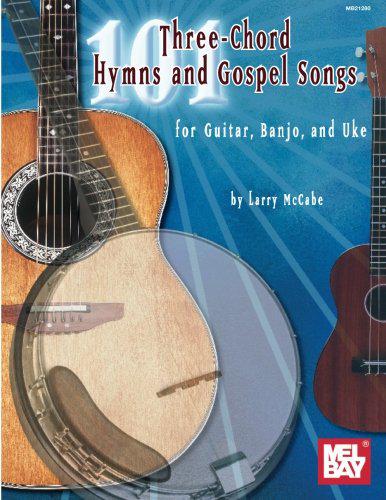 MB21280
101 Three-Chord
Hymns and Gospel Songs
for Guitar, Banjo, and Uke
by Larry McCabe
MEL BAY®